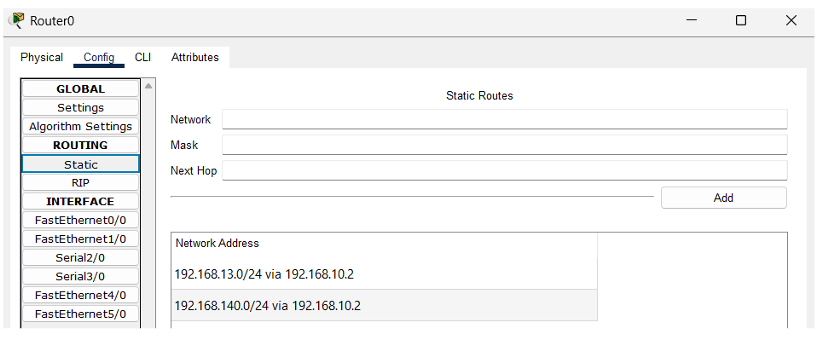 Router0
Physical Config CLI Attributes
GLOBAL
Settings
Algorithm Settings
ROUTING
Static
RIP
INTERFACE
FastEthernet0/0
FastEthernet1/0
Serial2/0
Serial3/0
FastEthernet4/0
FastEthernet5/0
Static Routes
Network
Mask
Next Hop
Add
Network Address
192.168.13.0/24 via 192.168.10.2
192.168.140.0/24 via 192.168.10.2